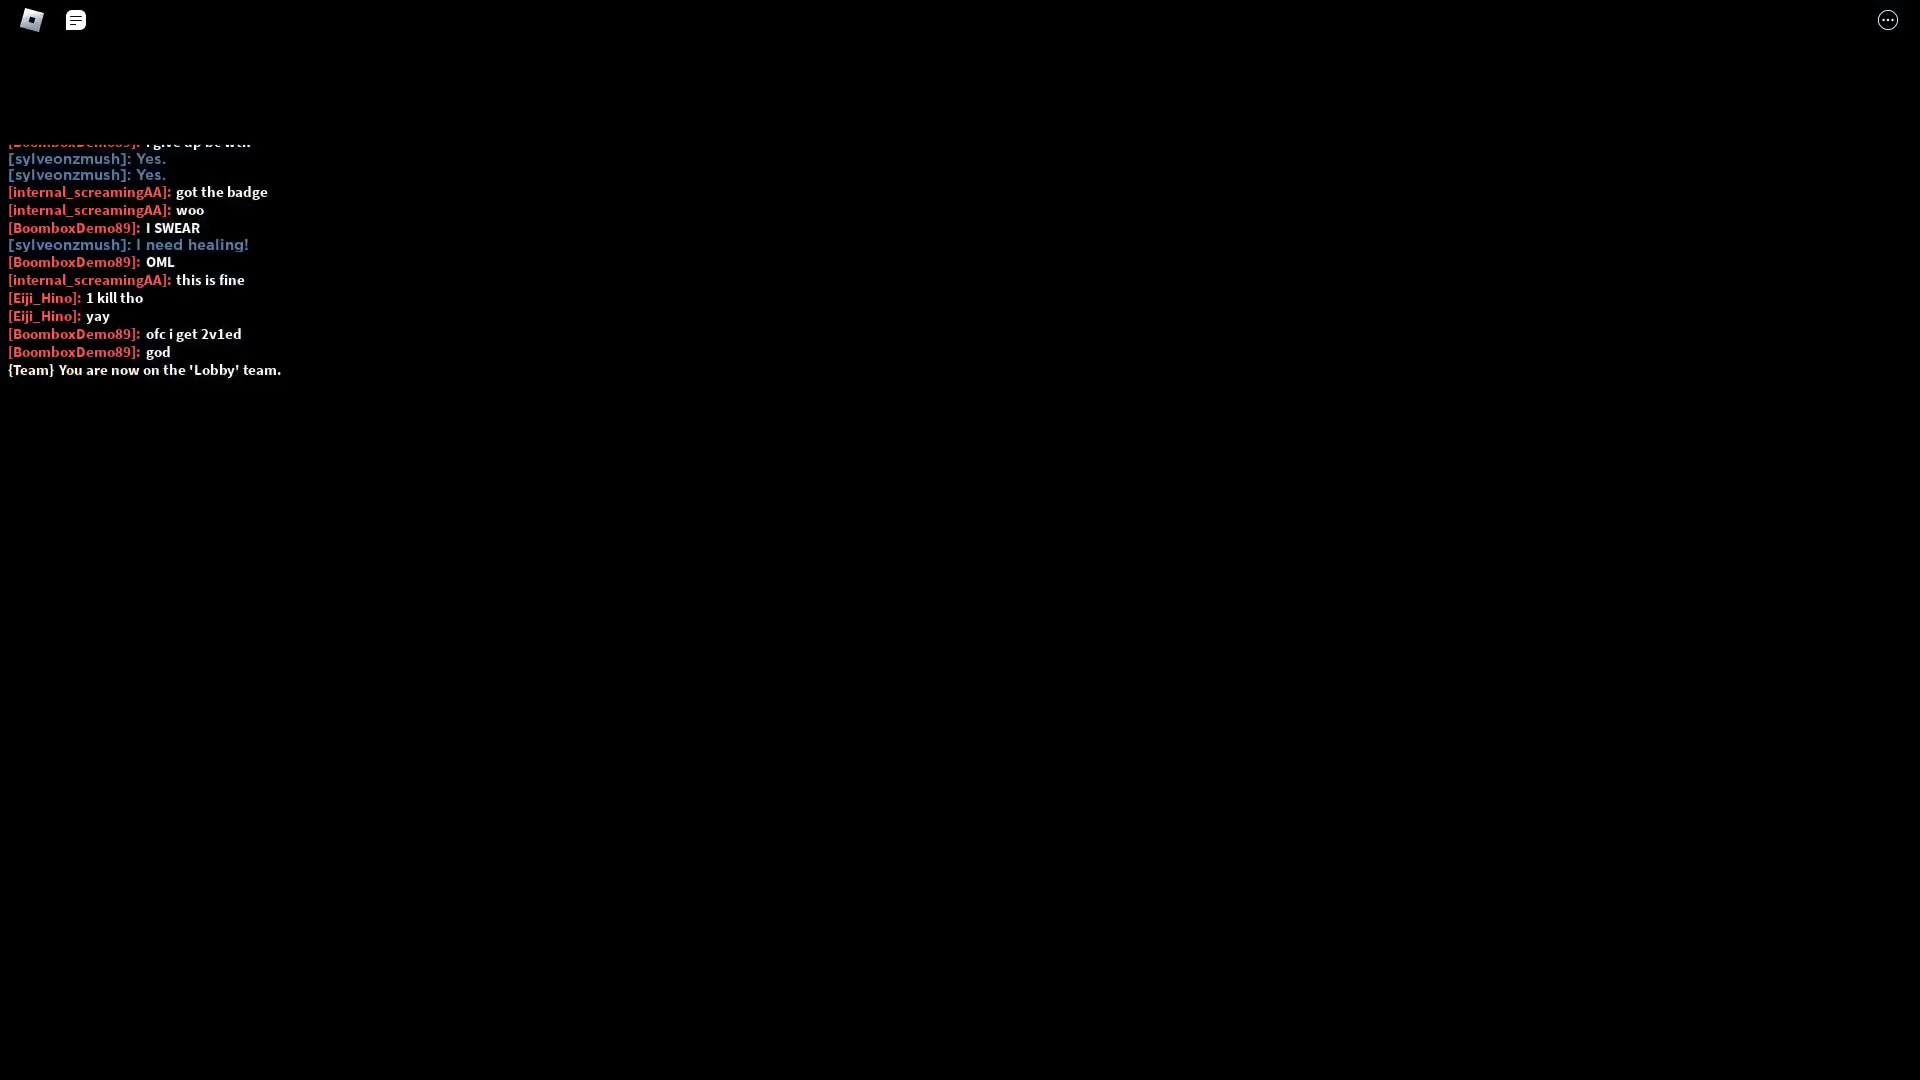 [sylveonzmush]: Yes.
[sylveonzmush]: Yes.
[internal_screamingAA]: got the badge
[internal_screamingAA]: woo
[BoomboxDemo89]: I SWEAR
[sylveonzmush]: I need healing!
[BoomboxDemo89]: OML
[internal_screamingAA]: this is fine
[Eiji_Hino]: 1 kill tho
[Eiji_Hino]: yay
[BoomboxDemo89]: ofc i get 2v1ed
[BoomboxDemo89]: god
{Team} You are now on the 'Lobby' team.